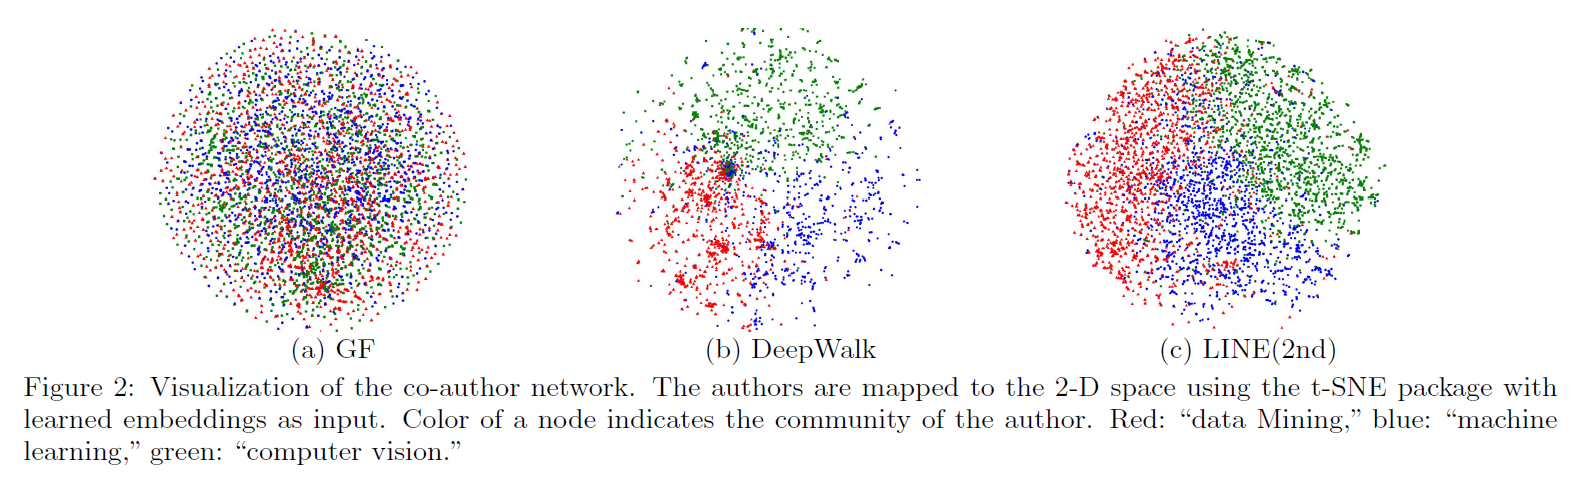 (a) GF
(b) DeepWalk
(c) LINE(2nd)
Figure 2: Visualization of the co-author network. The authors are mapped to the 2-D space using the t-SNE package with
learned embeddings as input. Color of a node indicates the community of the author. Red: “data Mining,” blue: “machine
learning,” green: “computer vision.”